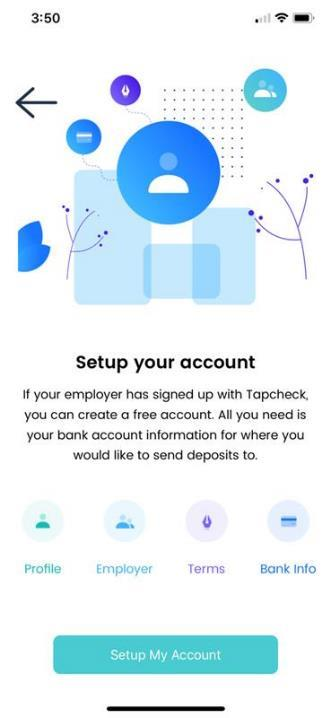 3:50
Setup your account
If your employer has signed up with Tapcheck,
you can create a free account. All you need is
your bank account information for where you
would like to send deposits to.
Profile Employer Terms Bank Info
Setup My Account